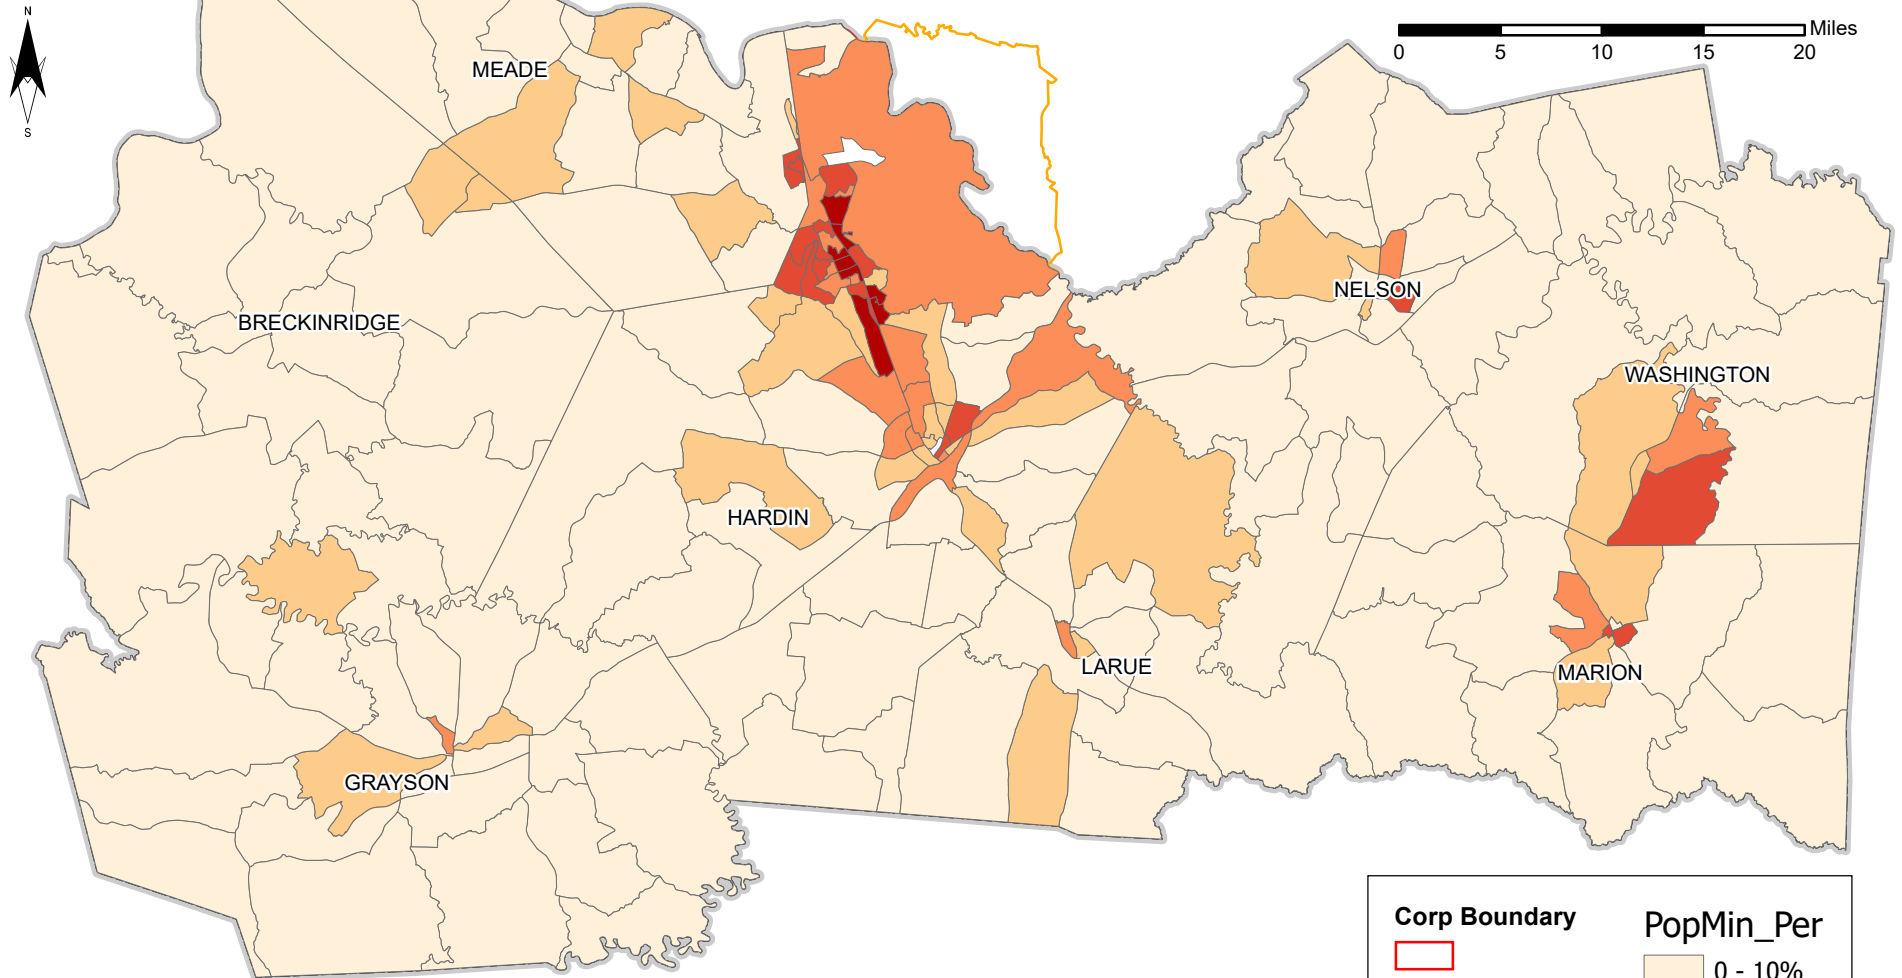 N
S
Miles
0 5 10 15 20
MEADE
BRECKINRIDGE
NELSON
WASHINGTON
HARDIN
LARUE
MARION
GRAYSON
Corp Boundary
PopMin_Per
0 - 10%